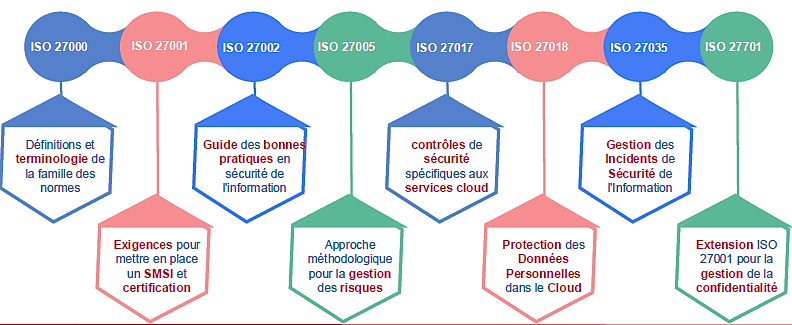 ISO 27000
ISO 27001
ISO 27002
ISO 27005
ISO 27017
ISO 27018
ISO 27035
ISO 27701
Définitions et
terminologie de
la famille des
normes
Exigences pour
mettre en place
un SMSI et
certification
Guide des bonnes
pratiques en
sécurité de
l'information
Approche
méthodologique
pour la gestion
des risques
contrôles de
sécurité
spécifiques aux
services cloud
Protection des
Données
Personnelles
dans le Cloud
Gestion des
Incidents de
Sécurité de
l'Information
Extension ISO
27001 pour la
gestion de la
confidentialité